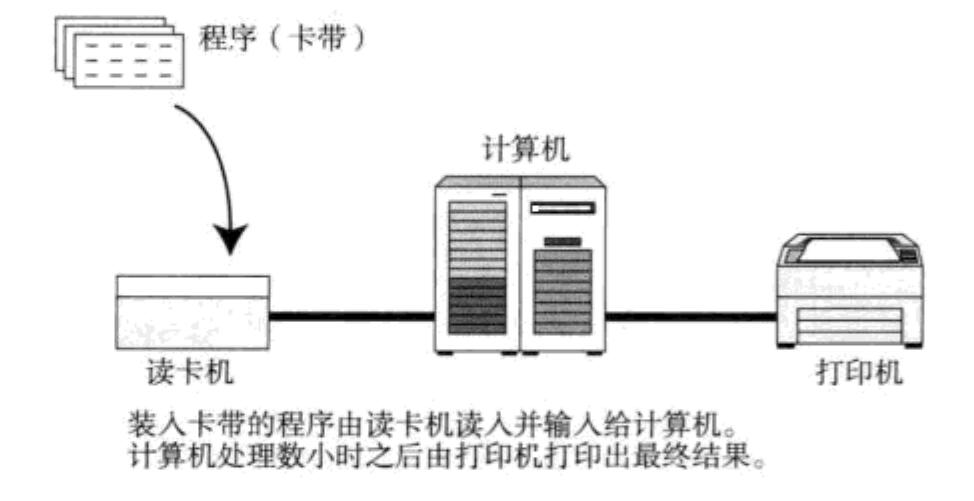 程序（卡带）
计算机
读卡机
打印机
装入卡带的程序由读卡机读入并输入给计算机。
计算机处理数小时之后由打印机打印出最终结果。